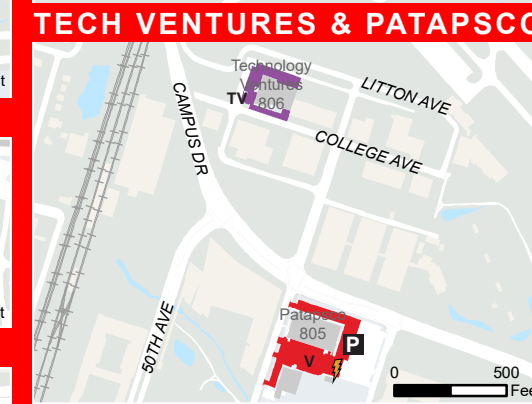 TECH VENTURES & PATAPSCO
t
Technology
Ventures
TV 806
LITTON AVE
CAMPUS DR
COLLEGE AVE
50TH AVE
t
Patapsco
805
P
V
0 500
Fee